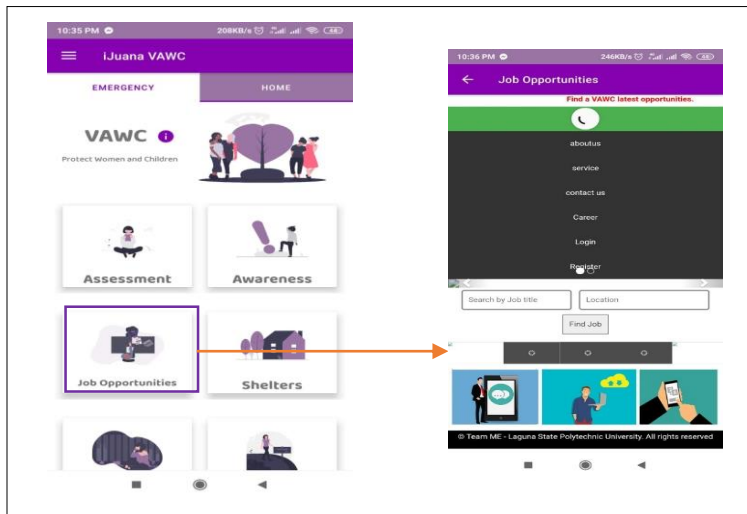 10:35 PM
208KB/s
iJuana VAWC
EMERGENCY
HOME
VAWC
Protect Women and Children
Assessment
Awareness
Job Opportunities
Shelters
10:36 PM
246KB/s
Job Opportunities
Find a VAWC latest opportunities.
aboutus
service
contact us
Career
Login
Register
Search by Job title
Location
Find Job
© Team ME - Laguna State Polytechnic University. All rights reserved